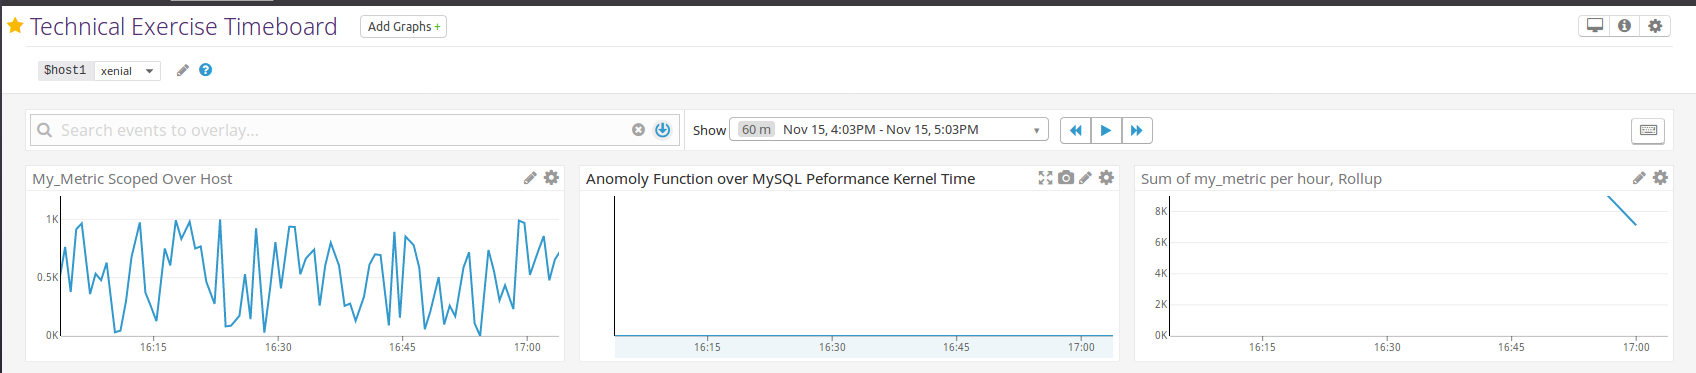 Technical Exercise Timeboard Add Graphs +
$host1 xenial
Search events to overlay... Show 60 m Nov 15, 4:03PM - Nov 15, 5:03PM
My_Metric Scoped Over Host
1K
0.5K
0K
16:15 16:30 16:45 17:00
Anomoly Function over MySQL Peformance Kernel Time
16:15 16:30 16:45 17:00
Sum of my_metric per hour, Rollup
8K
6K
4K
2K
0K
16:15 16:30 16:45 17:00